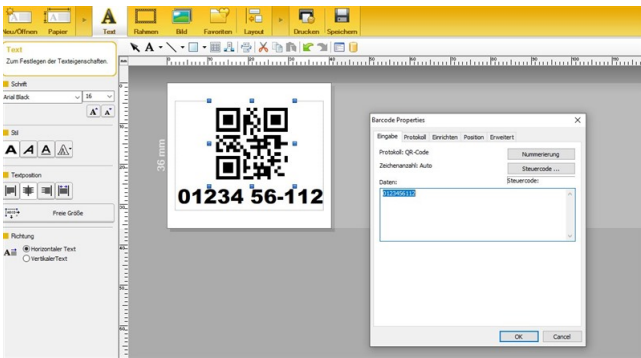 Neu/Öffnen Papier Text Rahmen Bild Favoriten Layout Drucken Speichern
Text
Zum Festlegen der Texteigenschaften.
Schrift
Arial Black 16
Stil
Textposition
Freie Größe
Richtung
Horizontaler Text
VertikalerText
36 mm
01234 56-112
Barcode Properties
Eingabe Protokoll Einrichten Position Erweitert
Protokoll: QR-Code
Nummerierung
Zeichenanzahl: Auto
Steuercode ...
Daten:
Steuercode:
0123456112
OK Cancel